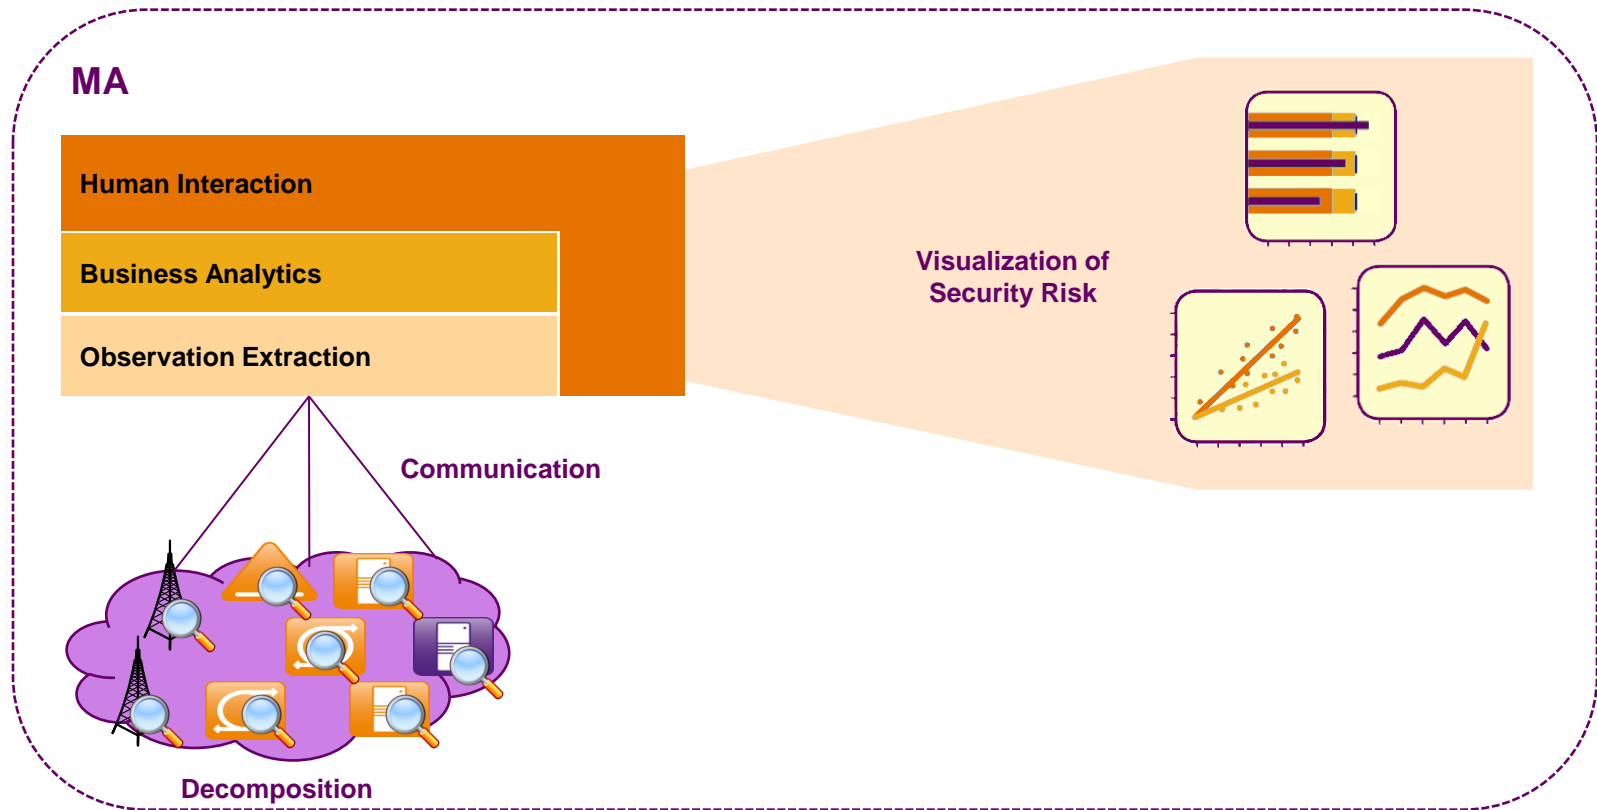 MA
Human Interaction
Business Analytics
Observation Extraction
Visualization of
Security Risk
Communication
Decomposition